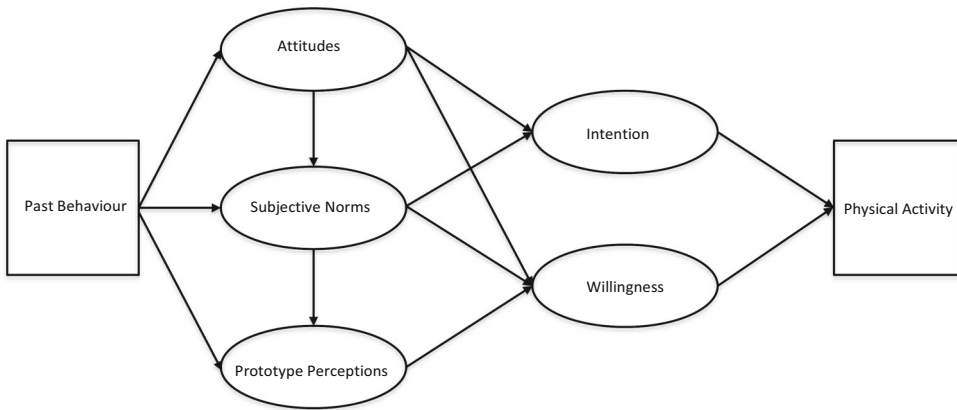 Attitudes
Intention
Past Behaviour
Subjective Norms
Physical Activity
Willingness
Prototype Perceptions